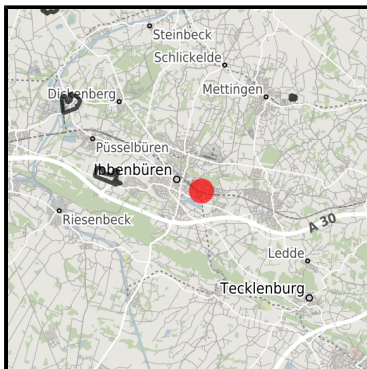 Steinbeck
Schlickelde
Dickenberg
Mettingen
Püsselbüren
Ibbenbüren
Riesenbeck
A 30
Ledde
Tecklenburg